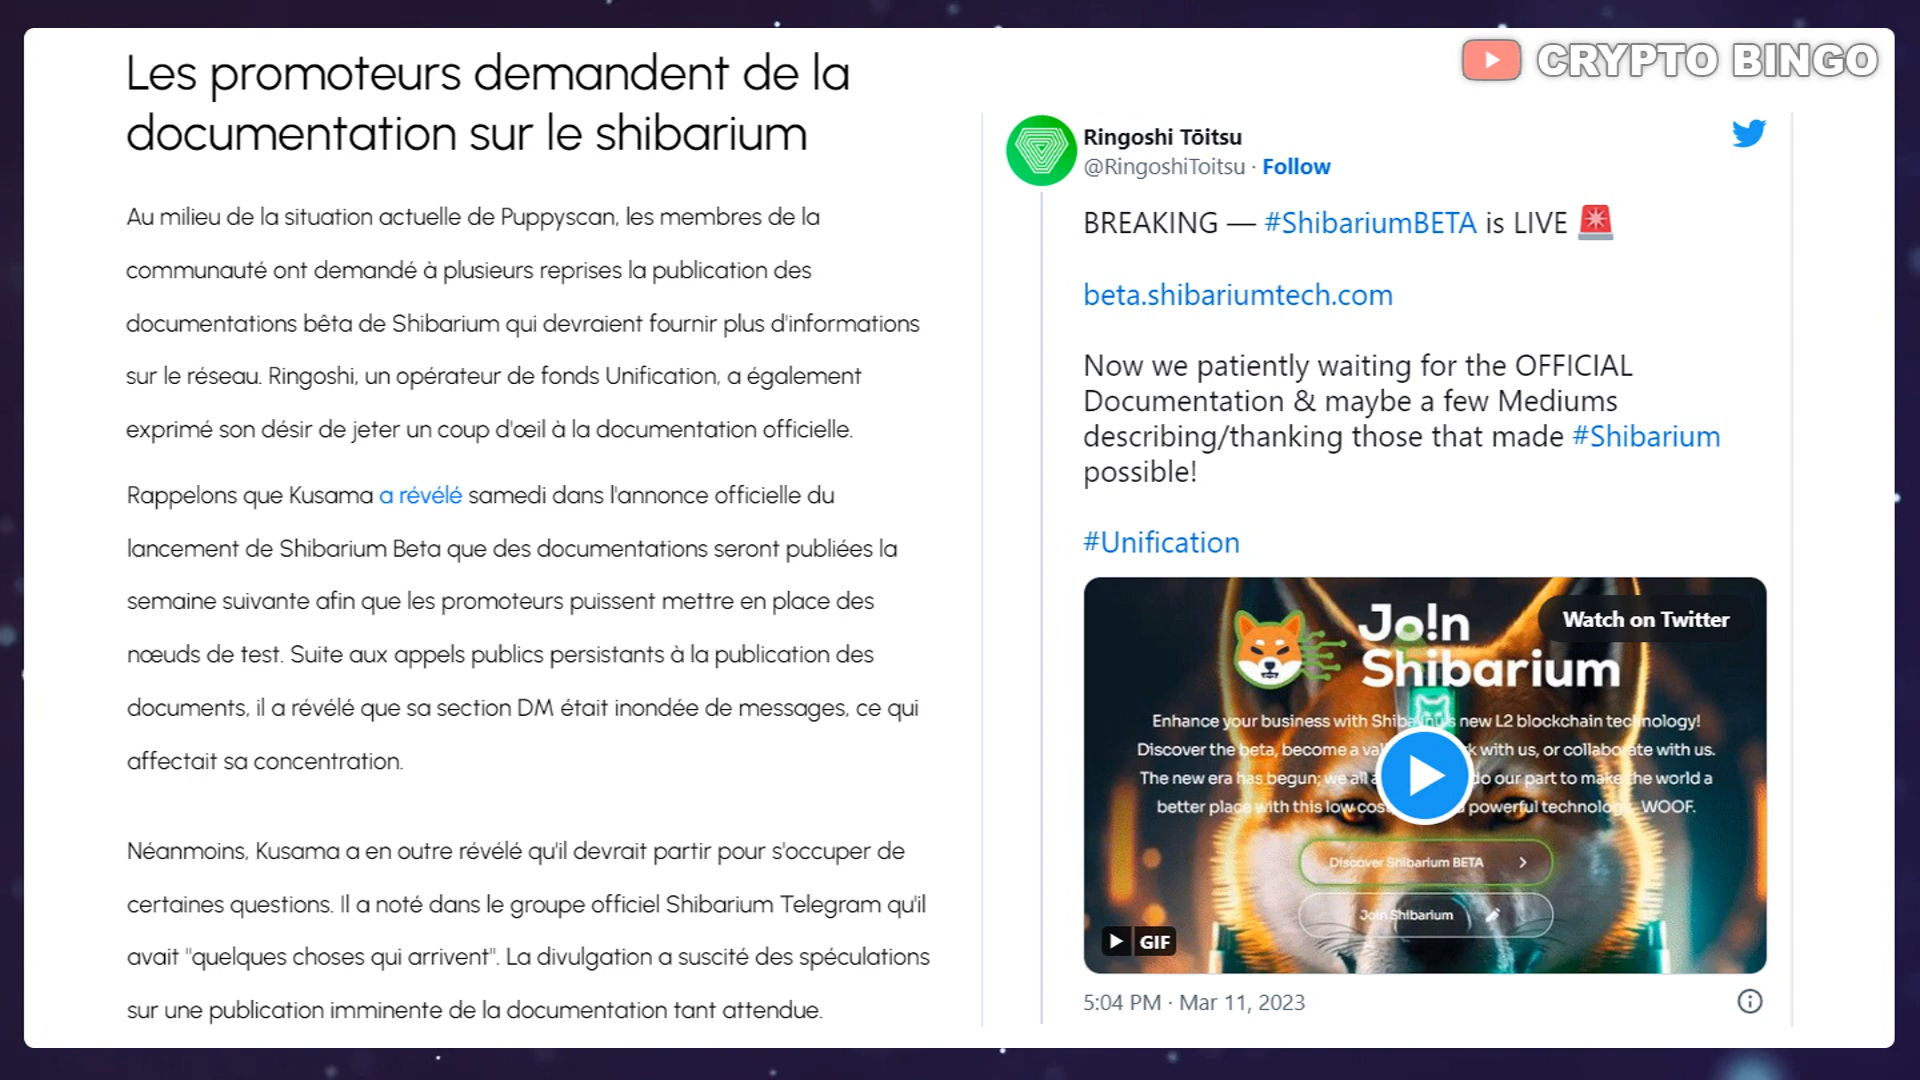 Les promoteurs demandent de la
documentation sur le shibarium
Au milieu de la situation actuelle de Puppyscan, les membres de la
communauté ont demandé à plusieurs reprises la publication des
documentations bêta de Shibarium qui devraient fournir plus d'informations
sur le réseau. Ringoshi, un opérateur de fonds Unification, a également
exprimé son désir de jeter un coup d'œil à la documentation officielle.
Rappelons que Kusama a révélé samedi dans l'annonce officielle du
lancement de Shibarium Beta que des documentations seront publiées la
semaine suivante afin que les promoteurs puissent mettre en place des
nœuds de test. Suite aux appels publics persistants à la publication des
documents, il a révélé que sa section DM était inondée de messages, ce qui
affectait sa concentration.
Néanmoins, Kusama a en outre révélé qu'il devrait partir pour s'occuper de
certaines questions. Il a noté dans le groupe officiel Shibarium Telegram qu'il
avait "quelques choses qui arrivent". La divulgation a suscité des spéculations
sur une publication imminente de la documentation tant attendue.
CRYPTO BINGO
Ringoshi Tōitsu
@RingoshiToitsu · Follow
BREAKING — #ShibariumBETA is LIVE
beta.shibariumtech.com
Now we patiently waiting for the OFFICIAL
Documentation & maybe a few Mediums
describing/thanking those that made #Shibarium
possible!
#Unification
Watch on Twitter
Jo!n
Shibarium
Enhance your business with new L2 blockchain technology!
Discover the beta, become a with us, or collaborate with us.
The new era has begun; we all do our part to make the world a
better place with this low powerful technology. WOOF.
Discover Shibarium BETA
Join Shibarium
GIF
5:04 PM · Mar 11, 2023